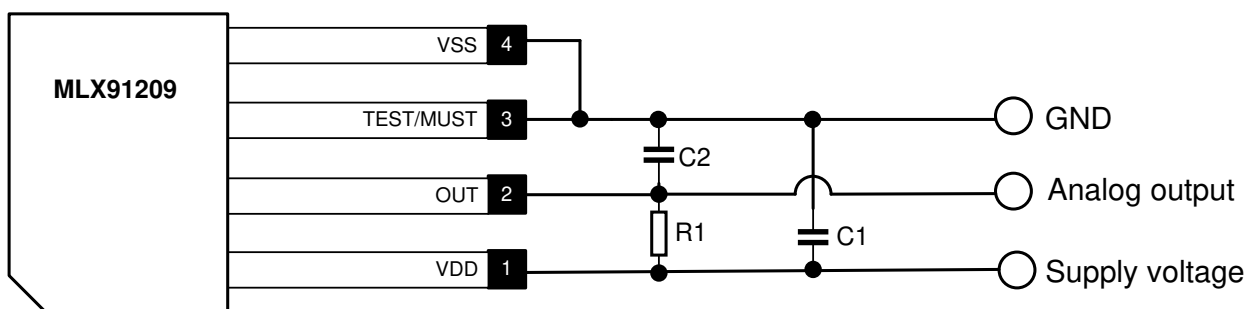 MLX91209
VSS 4
TEST/MUST 3
GND
C2
OUT 2
Analog output
R1
C1
VDD 1
Supply voltage